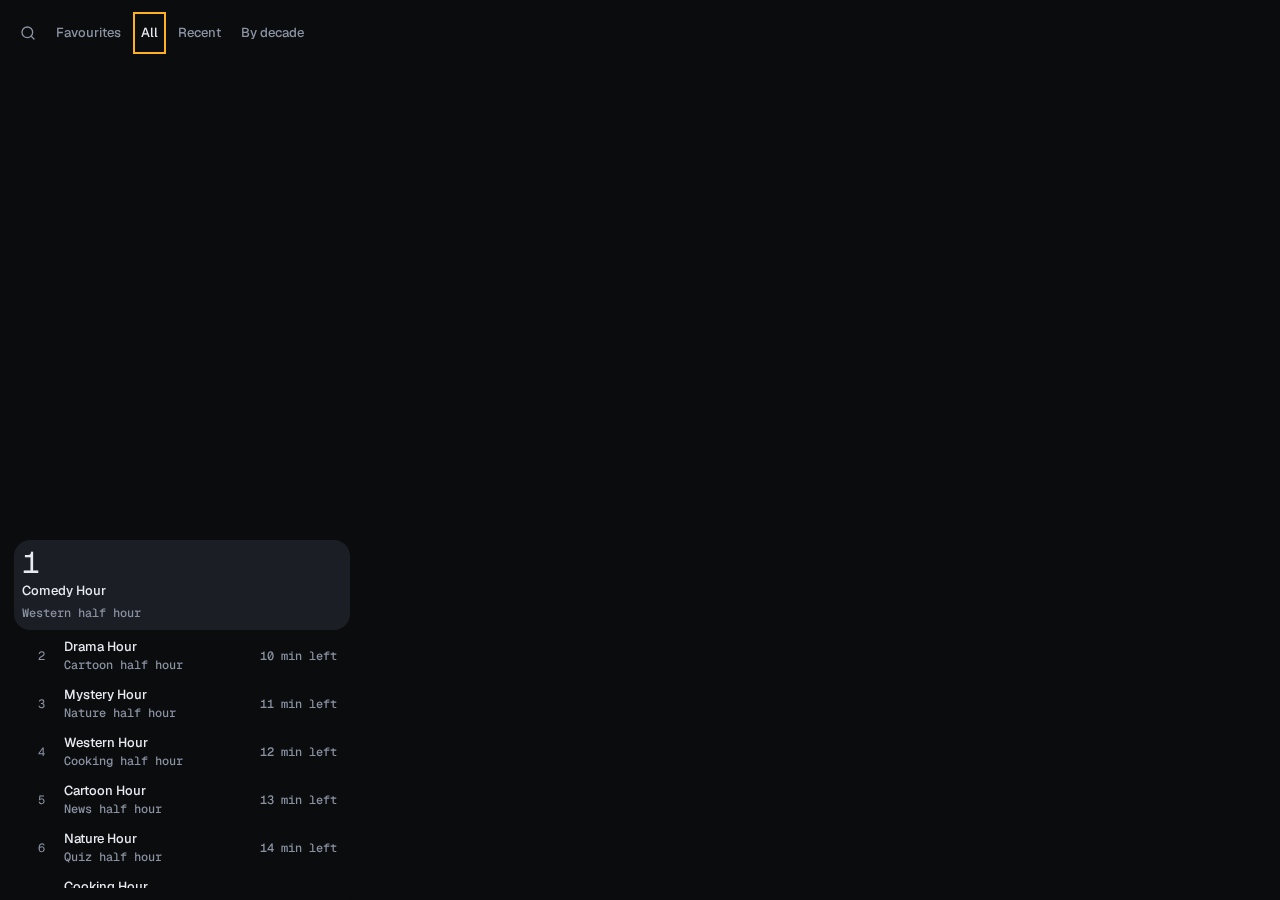 Favourites All Recent By decade
1
Comedy Hour
Western half hour
2 Drama Hour 10 min left
Cartoon half hour
3 Mystery Hour 11 min left
Nature half hour
4 Western Hour 12 min left
Cooking half hour
5 Cartoon Hour 13 min left
News half hour
6 Nature Hour 14 min left
Quiz half hour
Cooking Hour